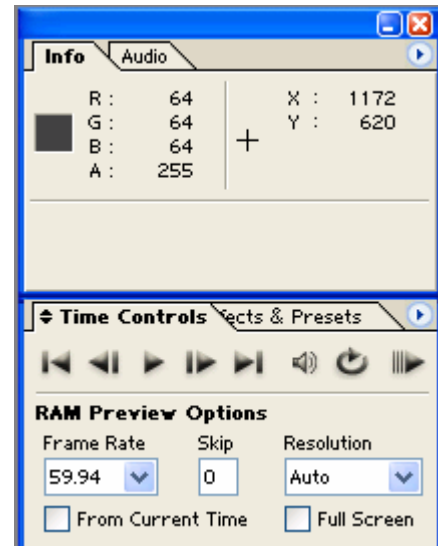 Info Audio
R : 64 X : 1172
G : 64 Y : 620
B : 64
A : 255
Time Controls fects & Presets
RAM Preview Options
Frame Rate Skip Resolution
59.94 0 Auto
From Current Time Full Screen